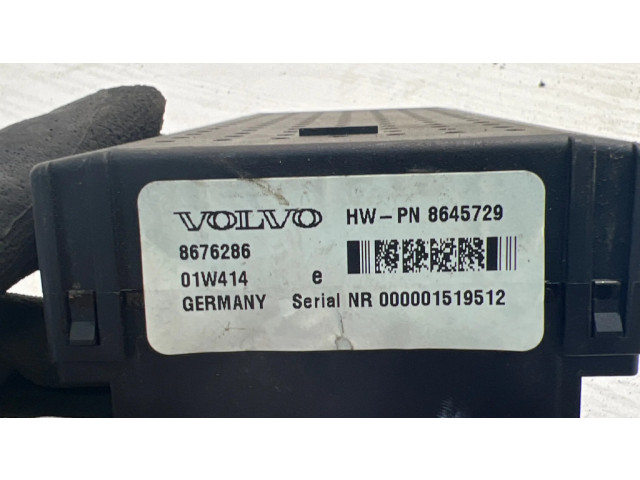 VOLVO HW-PN 8645729
8676286
01W414 e
GERMANY Serial NR 000001519512